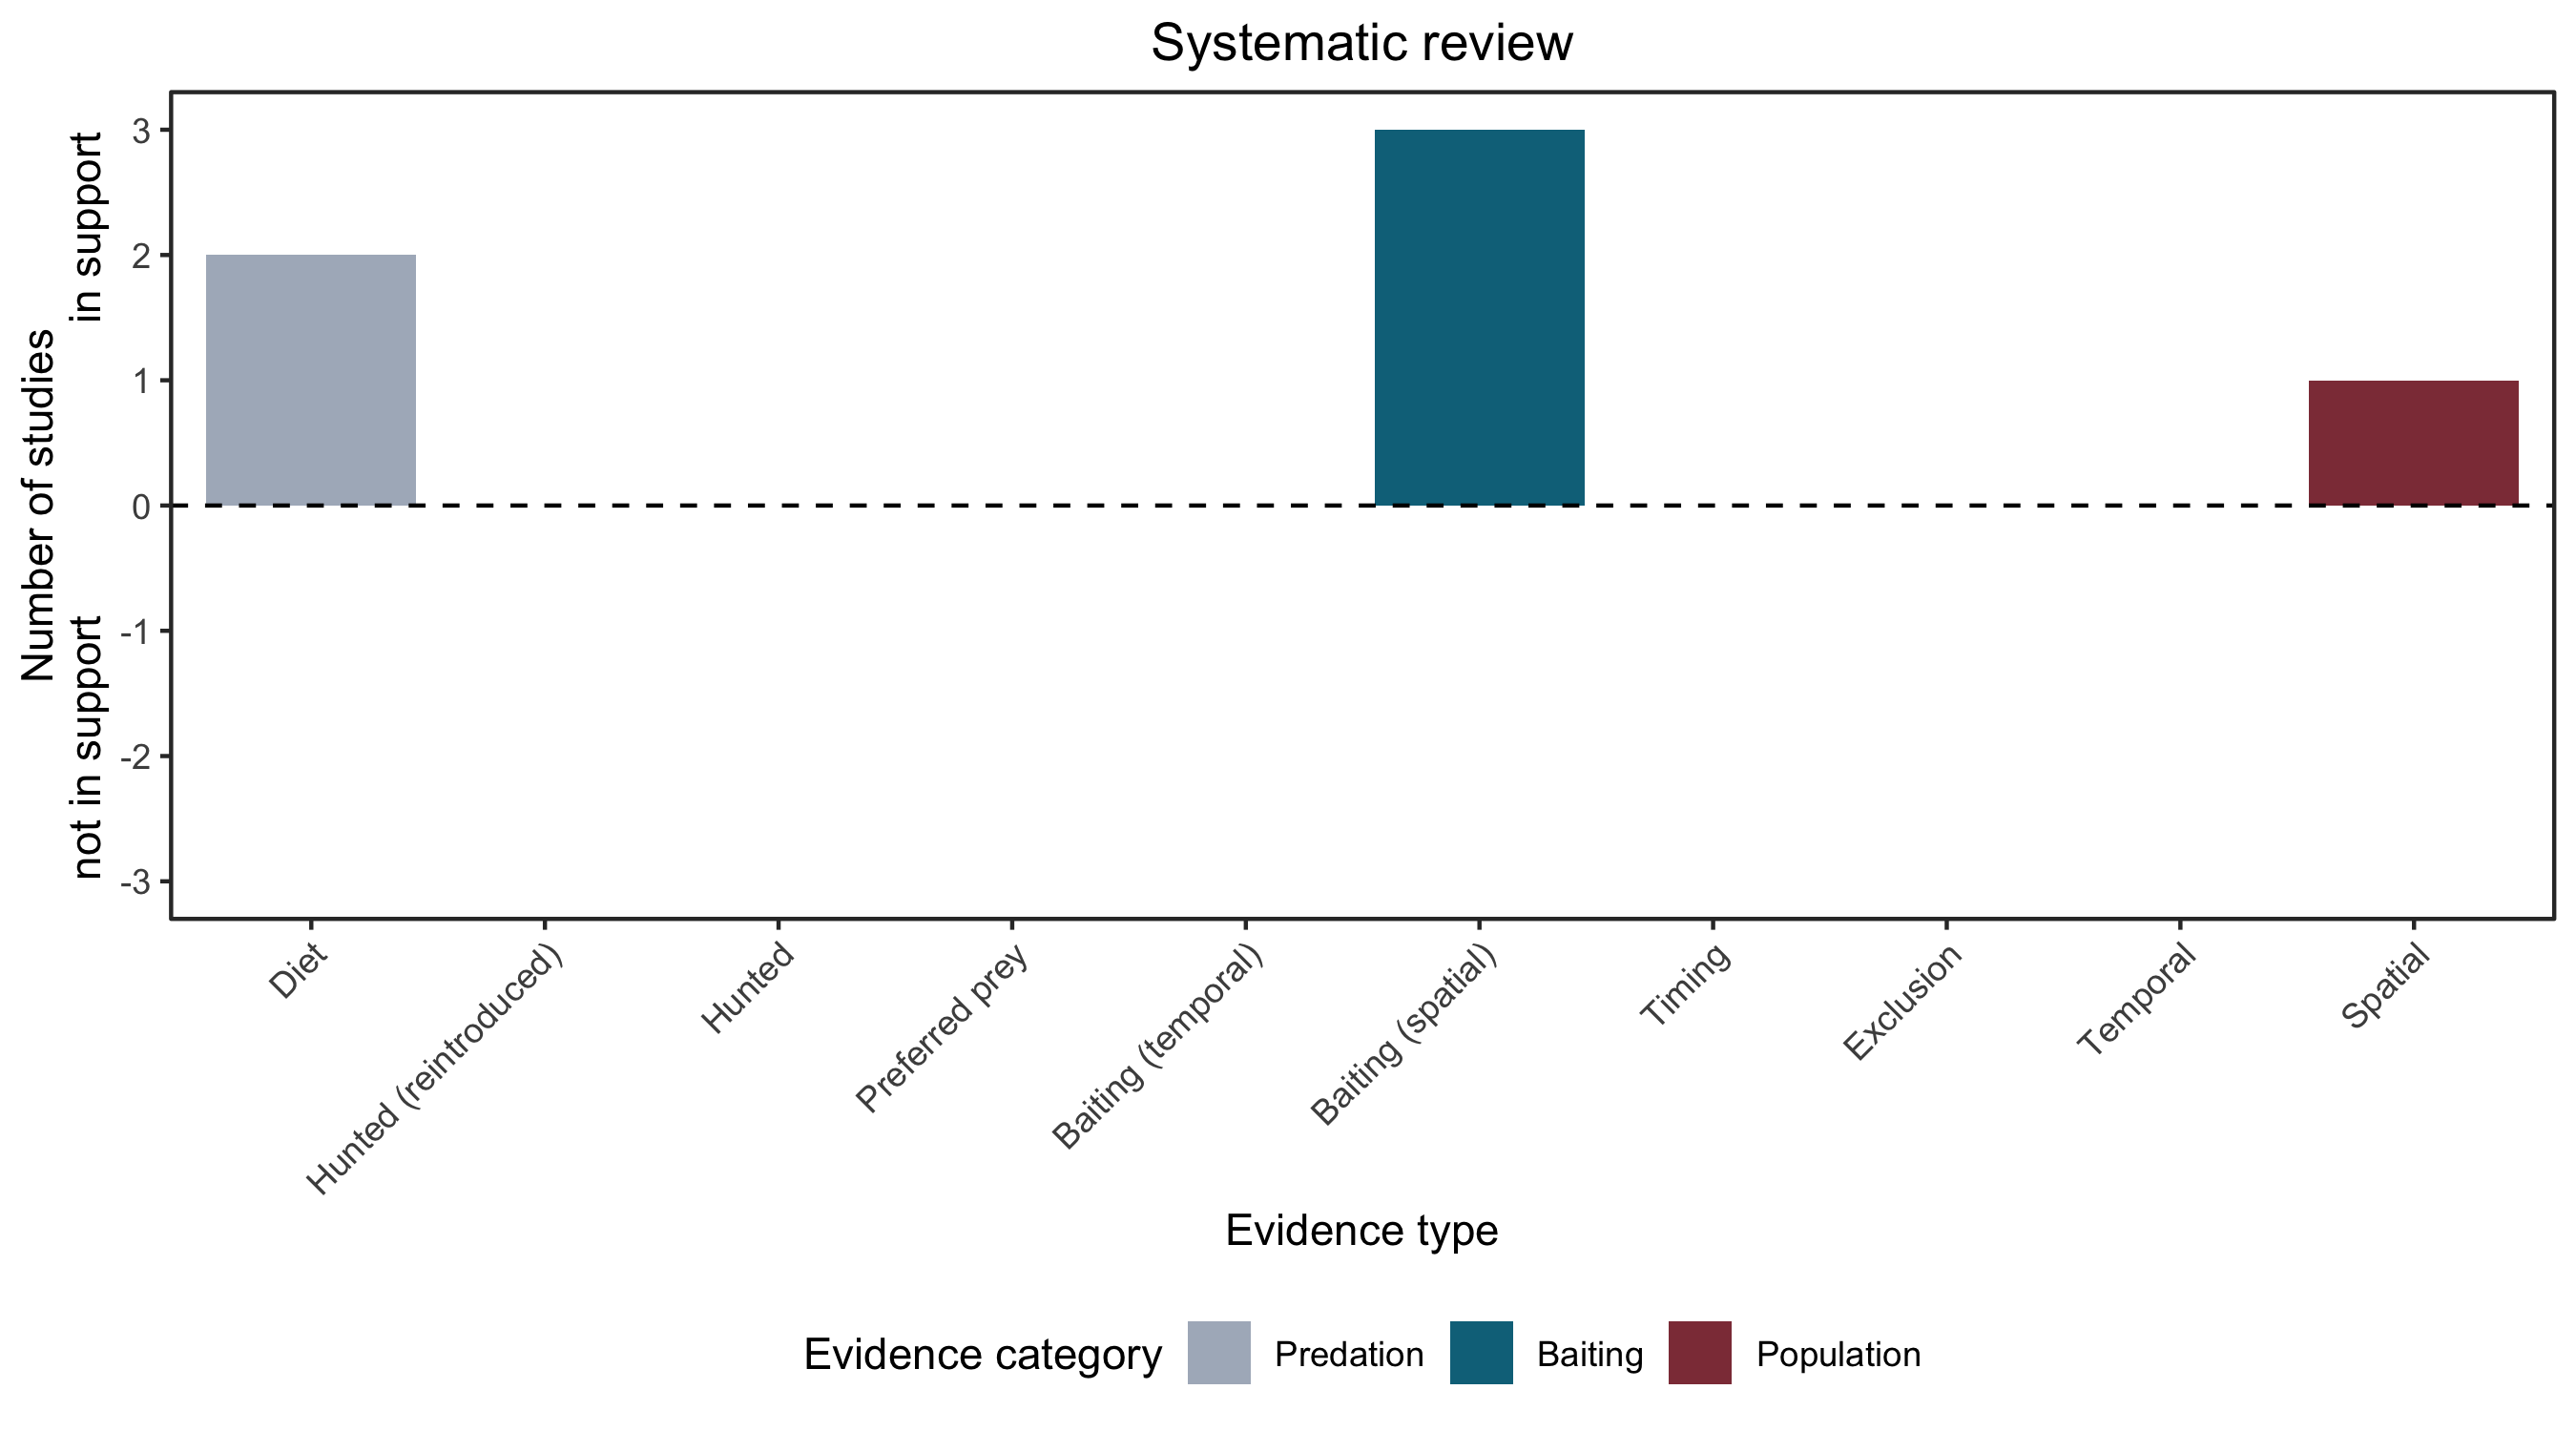 Systematic review
Number of studies
not in support
in support
3
2
1
0
-1
-2
-3
Diet
Hunted (reintroduced)
Hunted
Preferred prey
Baiting (temporal)
Baiting (spatial)
Timing
Exclusion
Temporal
Spatial
Evidence type
Evidence category
Predation
Baiting
Population